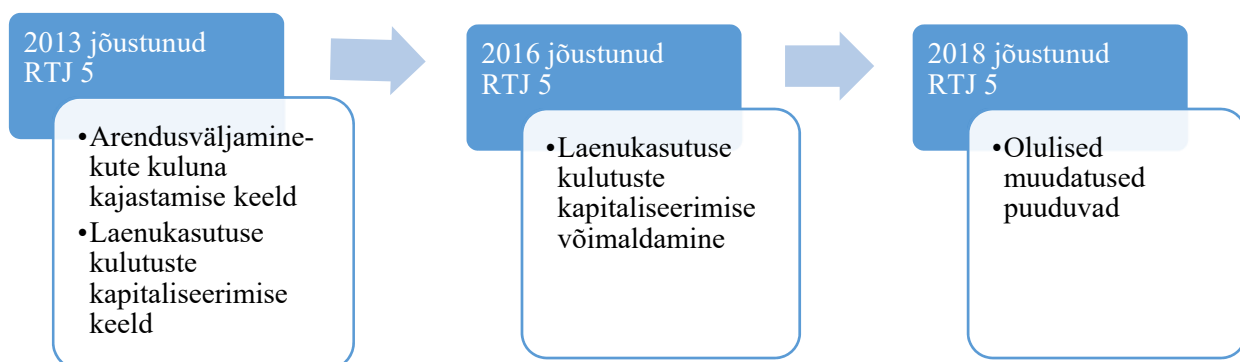 2013 jõustunud
RTJ 5
•Arendusväljamine-
kute kuluna
kajastamise keeld
•Laenukasutuse
kulutuste
kapitaliseerimise
keeld
2016 jõustunud
RTJ 5
•Laenukasutuse
kulutuste
kapitaliseerimise
võimaldamine
2018 jõustunud
RTJ 5
•Olulised
muudatused
puuduvad